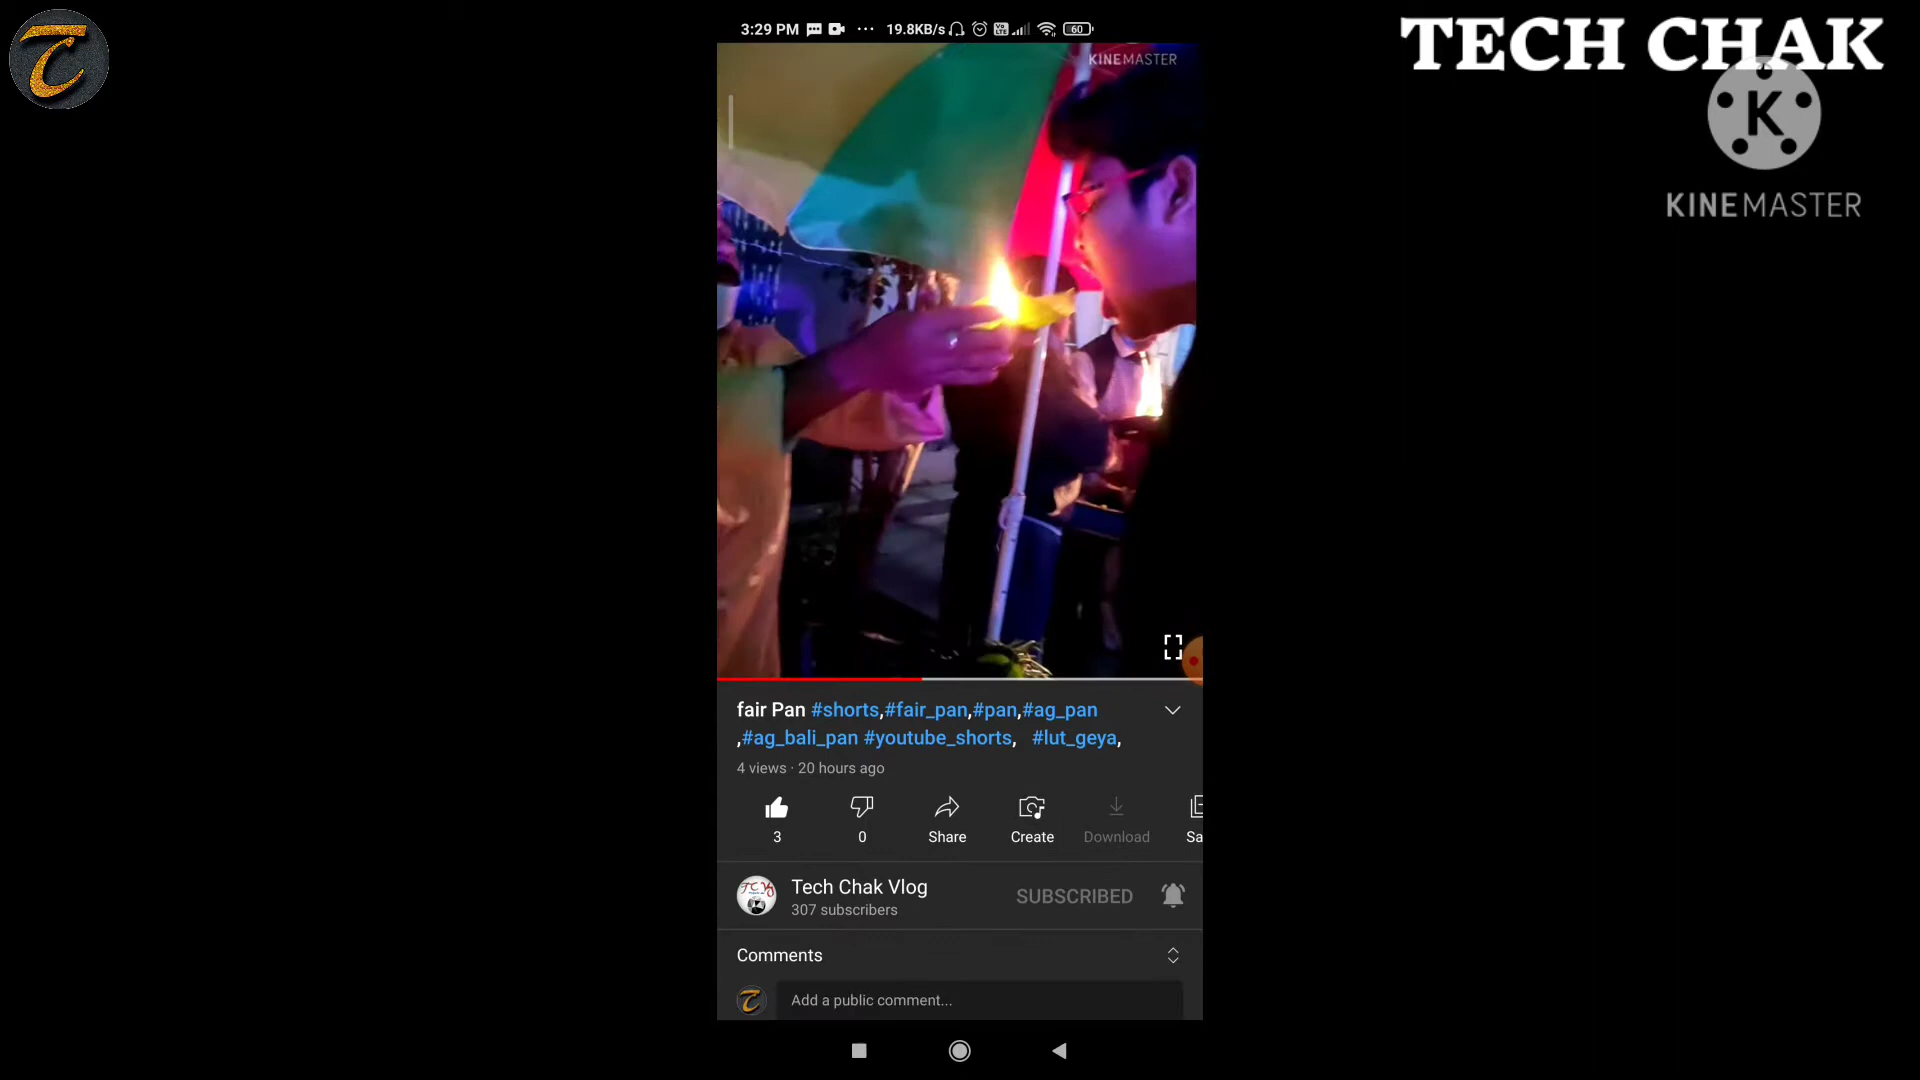 TECH CHAK
KINEMASTER
3:29 PM 19.8KB/s 60
KINEMASTER
fair Pan #shorts,#fair_pan,#pan,#ag_pan
,#ag_bali_pan #youtube_shorts, #lut_geya,
4 views · 20 hours ago
3 0 Share Create Download Sa
Tech Chak Vlog
307 subscribers
SUBSCRIBED
Comments
Add a public comment...